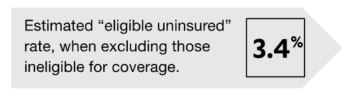 Estimated “eligible uninsured”
rate, when excluding those
ineligible for coverage.
3.4%